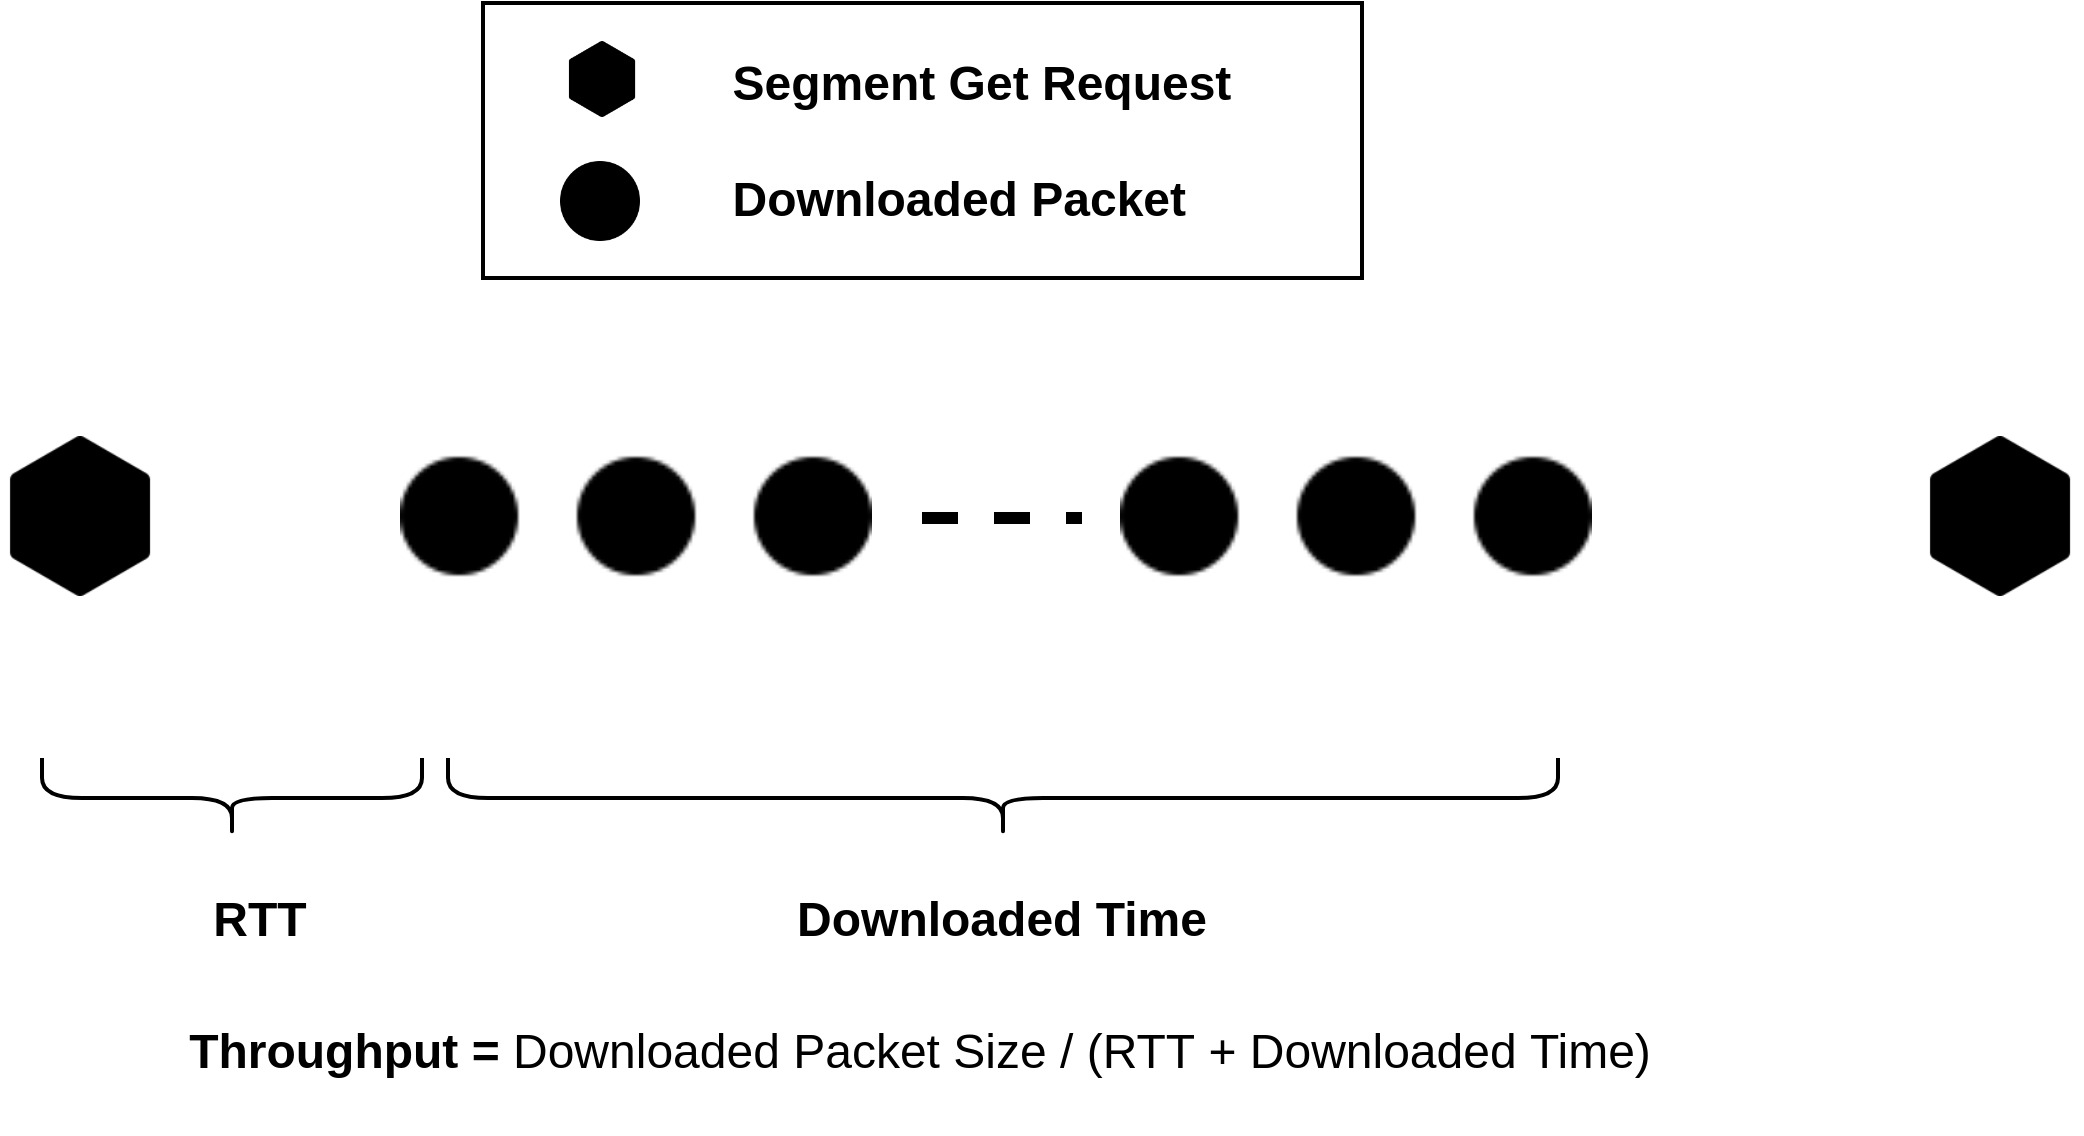 Segment Get Request
Downloaded Packet
RTT
Downloaded Time
Throughput = Downloaded Packet Size / (RTT + Downloaded Time)